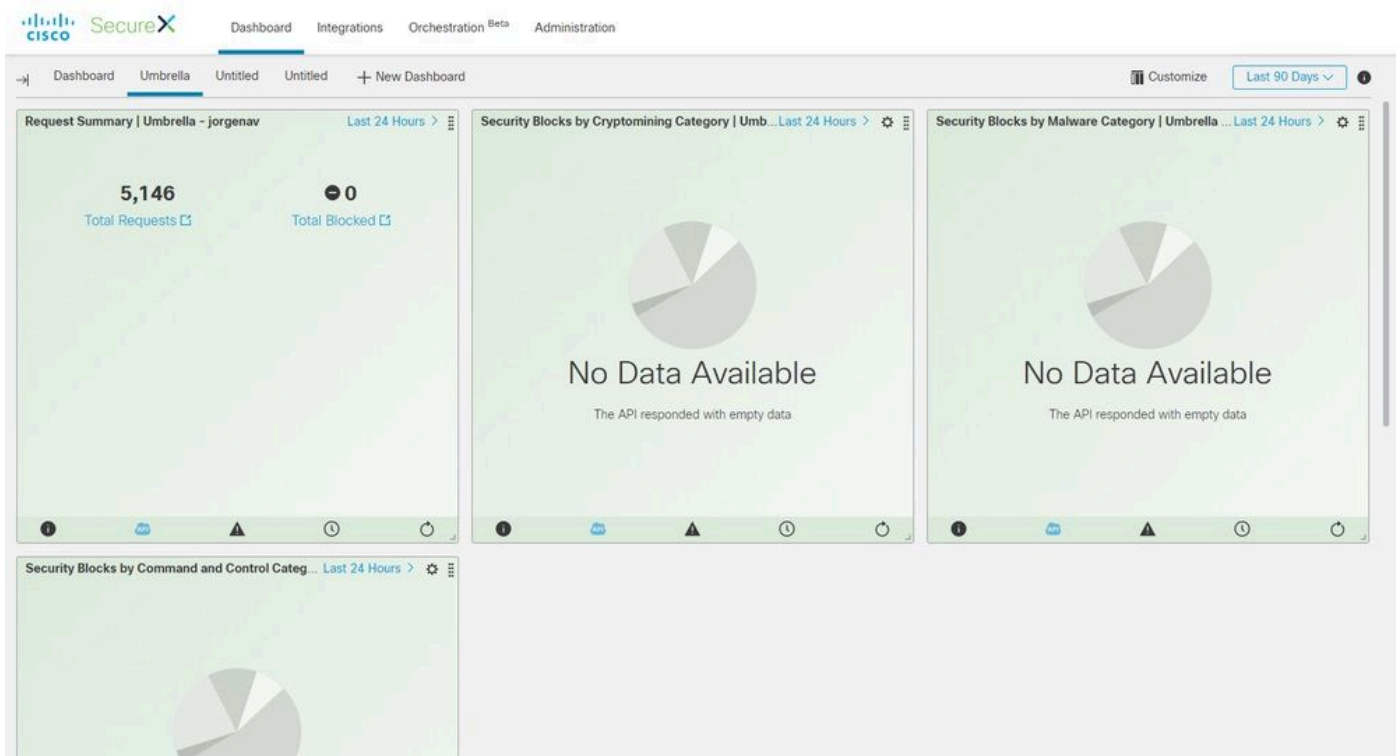 CISCO SecureX Dashboard Integrations Orchestration Beta Administration
Dashboard Umbrella Untitled Untitled + New Dashboard Customize Last 90 Days
Request Summary | Umbrella - jorgenav Last 24 Hours >
5,146
Total Requests
0
Total Blocked
Security Blocks by Cryptomining Category | Umb... Last 24 Hours >
No Data Available
The API responded with empty data
Security Blocks by Malware Category | Umbrella ... Last 24 Hours >
No Data Available
The API responded with empty data
API
API
API
Security Blocks by Command and Control Categ... Last 24 Hours >